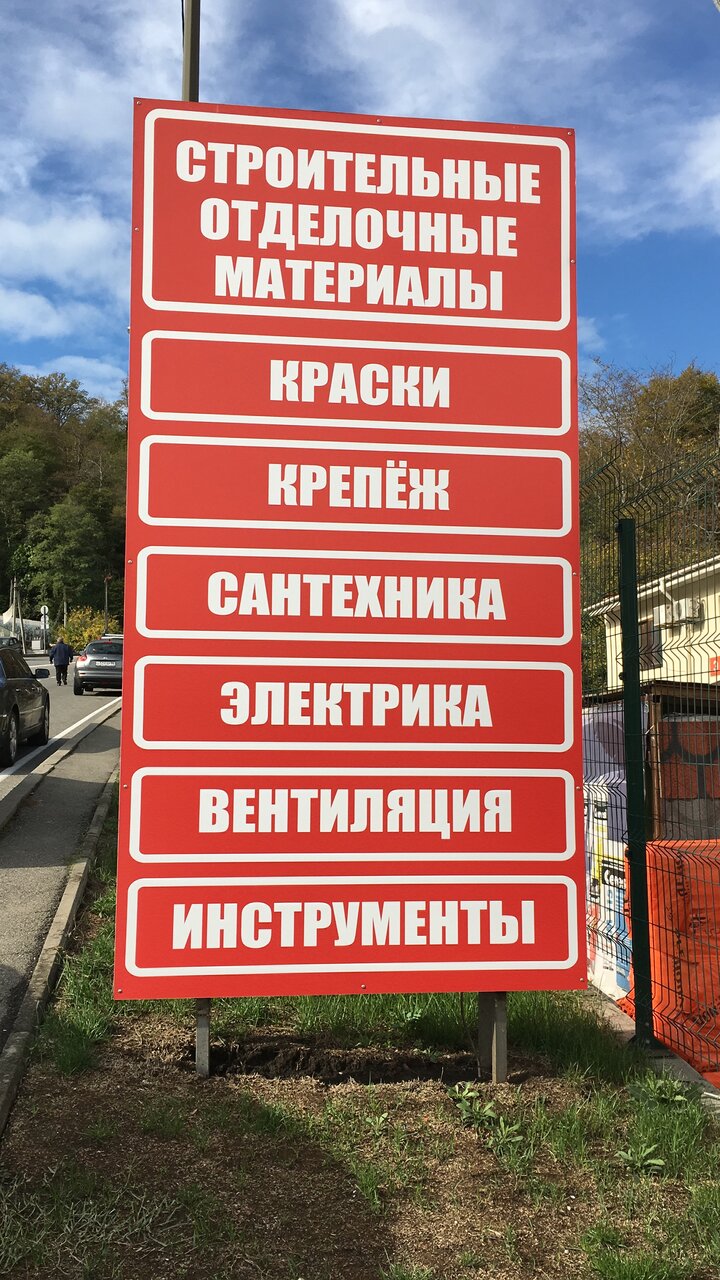 СТРОИТЕЛЬНЫЕ
ОТДЕЛОЧНЫЕ
МАТЕРИАЛЫ
КРАСКИ
КРЕПЁЖ
САНТЕХНИКА
ЭЛЕКТРИКА
ВЕНТИЛЯЦИЯ
ИНСТРУМЕНТЫ